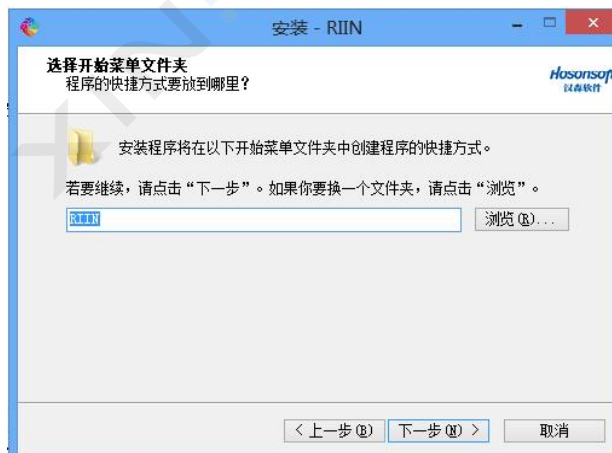 安装 - RIIN
选择开始菜单文件夹
程序的快捷方式要放到哪里？
Hosonsoft
汉森软件
安装程序将在以下开始菜单文件夹中创建程序的快捷方式。
若要继续，请点击“下一步”。如果你要换一个文件夹，请点击“浏览”。
RIIN
浏览(R)...
< 上一步(B)
下一步(N) >
取消